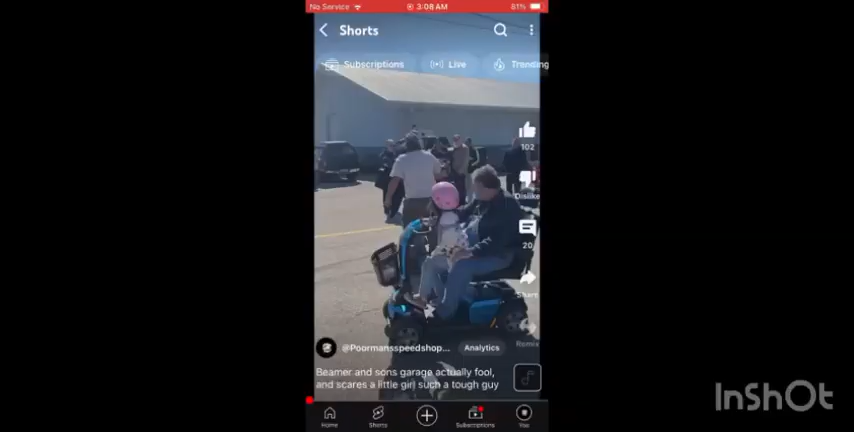 No Service 3:08 AM 81%
Shorts
Subscriptions Live Trending
102
Dislike
20
Share
Remix
@Poormansspeedshop... Analytics
Beamer and sons garage actually fool,
and scares a little girl such a tough guy
Home Shorts Subscriptions You
InShOt